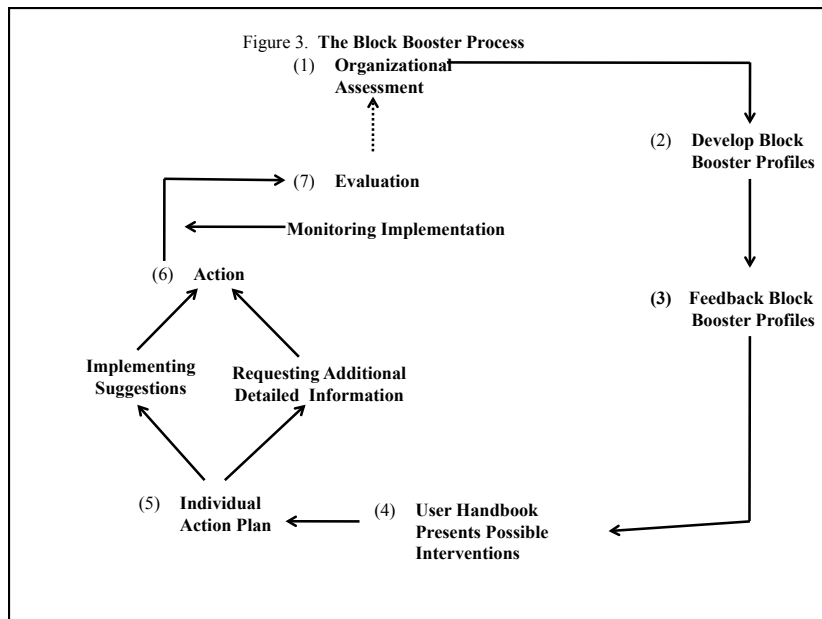 Figure 3. The Block Booster Process
(1) Organizational
Assessment
(2) Develop Block
Booster Profiles
(3) Feedback Block
Booster Profiles
(4) User Handbook
Presents Possible
Interventions
(5) Individual
Action Plan
Implementing
Suggestions
Requesting Additional
Detailed Information
(6) Action
Monitoring Implementation
(7) Evaluation